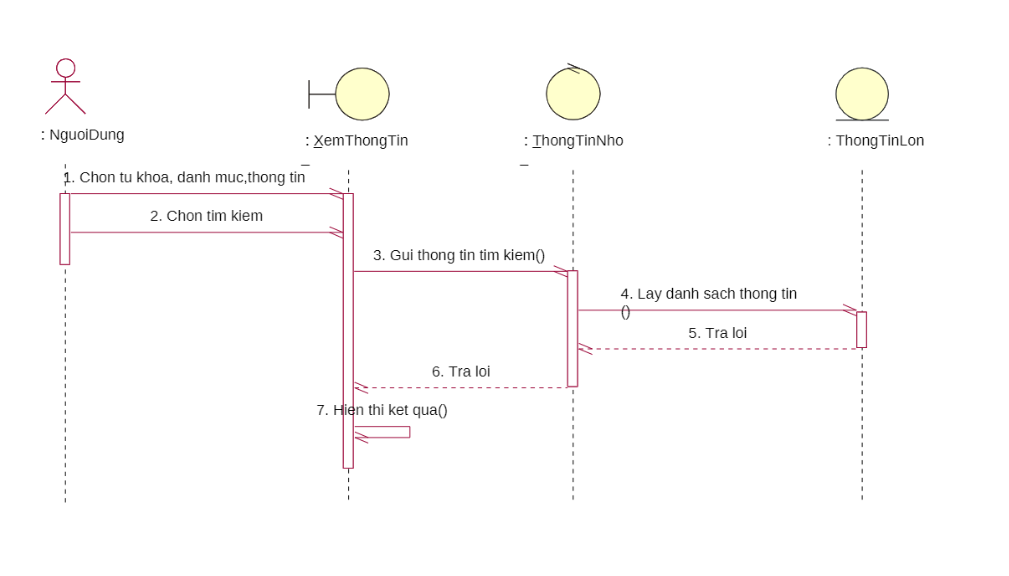 : NguoiDung
: XemThongTin
_
: ThongTinNho
_
: ThongTinLon
1. Chon tu khoa, danh muc,thong tin
2. Chon tim kiem
3. Gui thong tin tim kiem()
4. Lay danh sach thong tin
()
5. Tra loi
6. Tra loi
7. Hien thi ket qua()